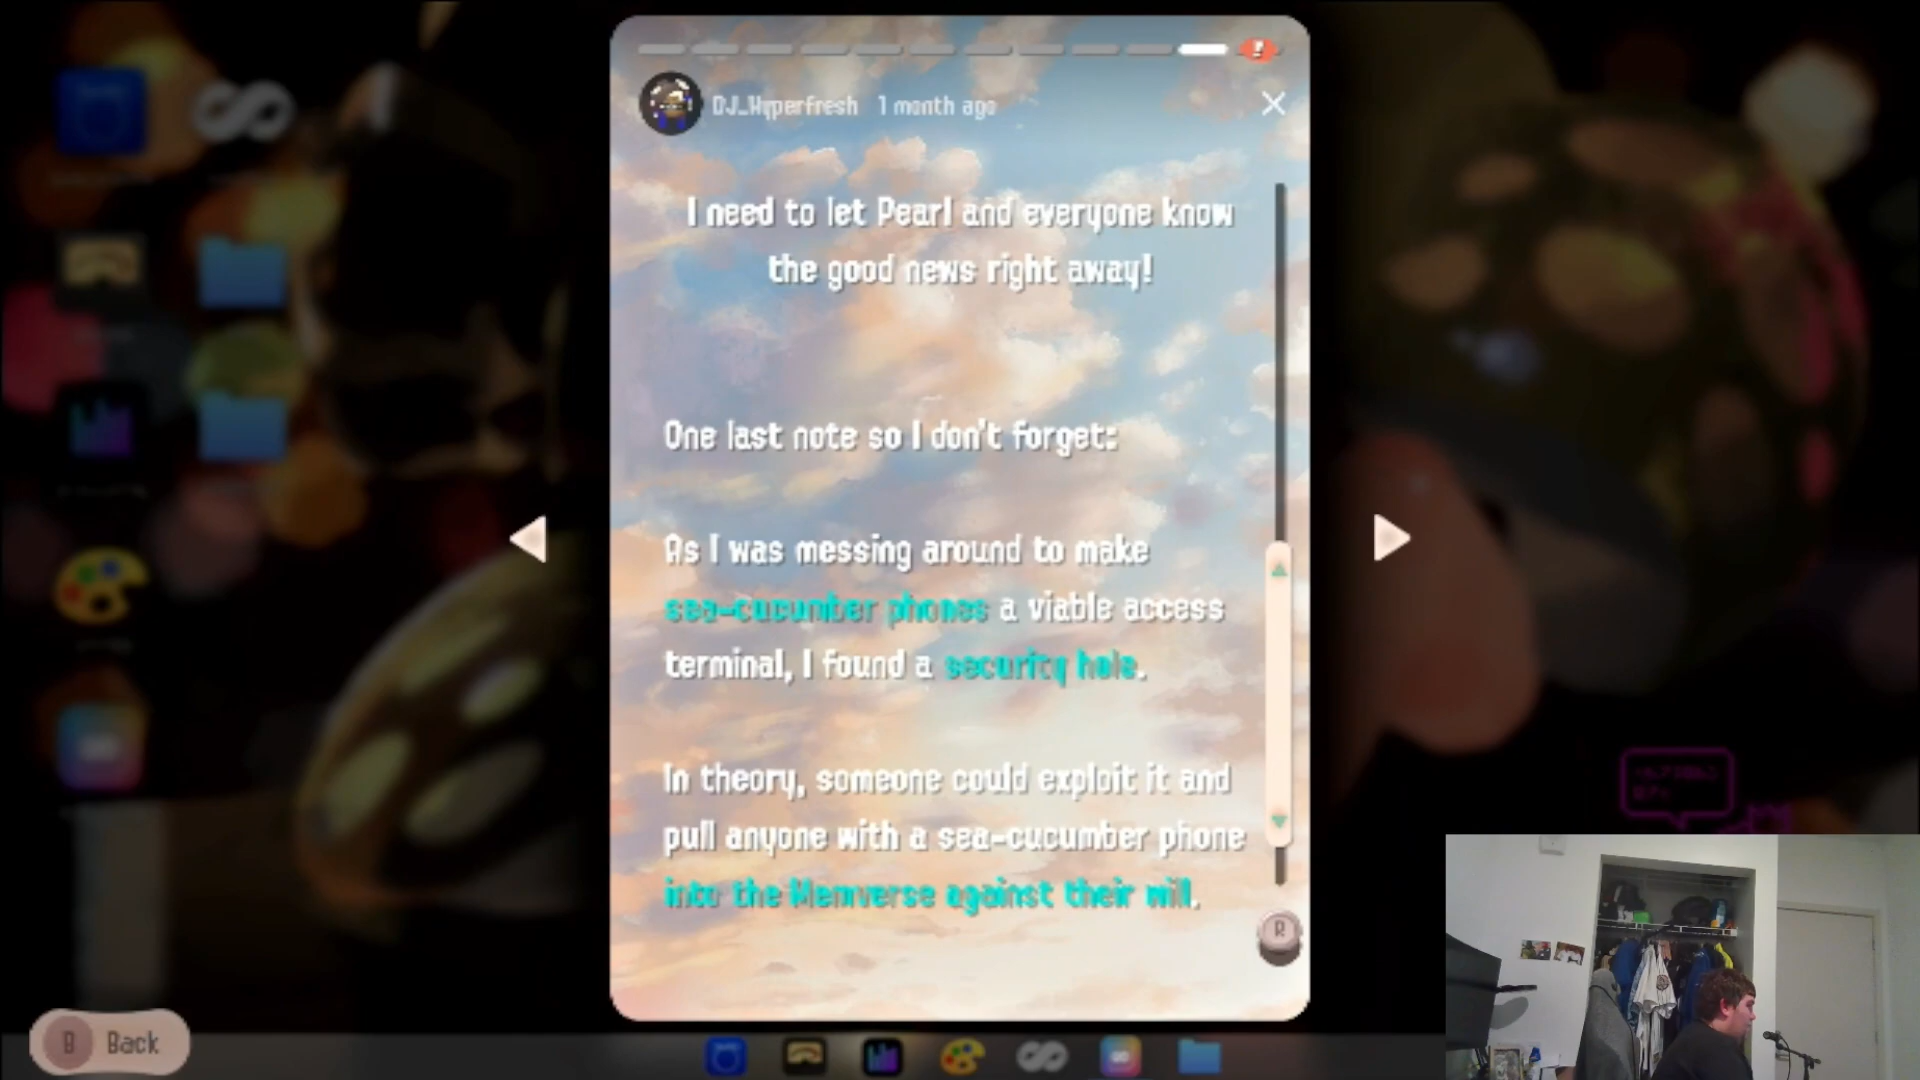 DJ_Hyperfresh 1 month ago
I need to let Pearl and everyone know
the good news right away!
One last note so I don't forget:
As I was messing around to make
sea-cucumber phones a viable access
terminal, I found a security hole.
In theory, someone could exploit it and
pull anyone with a sea-cucumber phone
into the Memverse against their will.
R
B Back